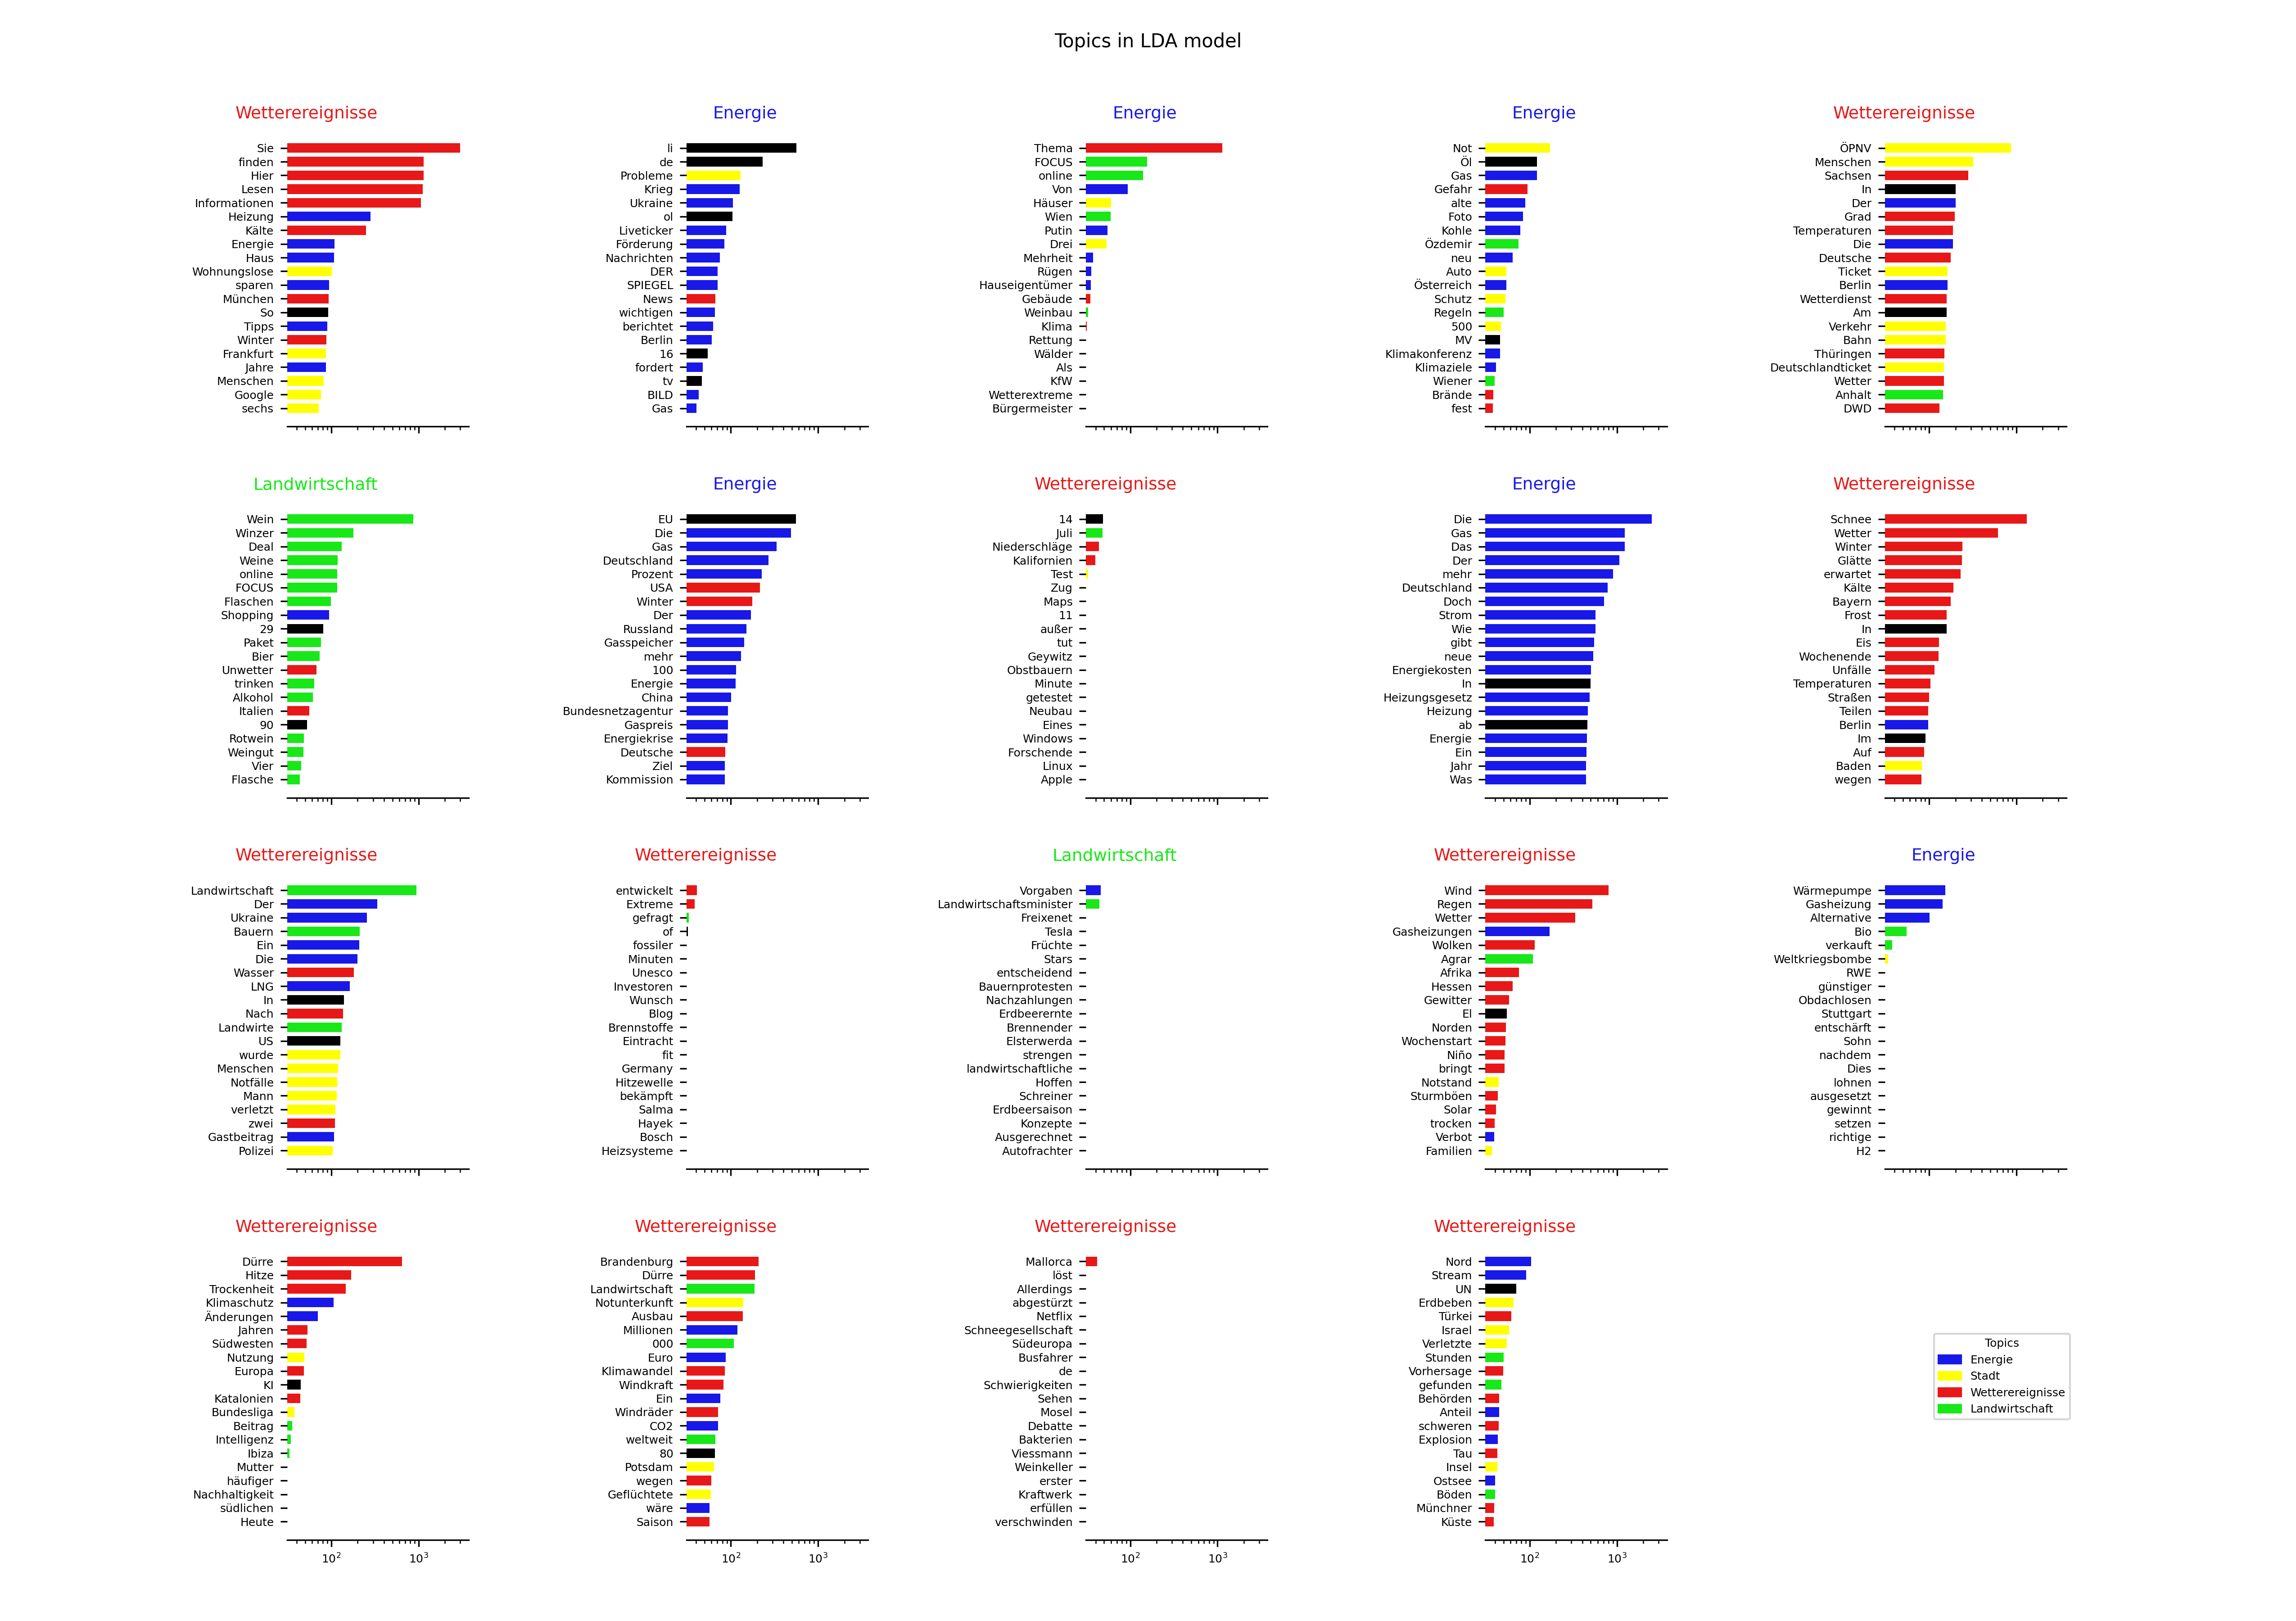 Topics in LDA model
Wetterereignisse
Sie
finden
Hier
Lesen
Informationen
Heizung
Kälte
Energie
Haus
Wohnungslose
sparen
München
So
Tipps
Winter
Frankfurt
Jahre
Menschen
Google
sechs
Energie
li
de
Probleme
Krieg
Ukraine
ol
Liveticker
Förderung
Nachrichten
DER
SPIEGEL
News
wichtigen
berichtet
Berlin
16
fordert
tv
BILD
Gas
Energie
Thema
FOCUS
online
Von
Häuser
Wien
Putin
Drei
Mehrheit
Rügen
Hauseigentümer
Gebäude
Weinbau
Klima
Rettung
Wälder
Als
KfW
Wetterextreme
Bürgermeister
Energie
Not
Öl
Gas
Gefahr
alte
Foto
Kohle
Özdemir
neu
Auto
Österreich
Schutz
Regeln
500
MV
Klimakonferenz
Klimaziele
Wiener
Brände
fest
Wetterereignisse
ÖPNV
Menschen
Sachsen
In
Der
Grad
Temperaturen
Die
Deutsche
Ticket
Berlin
Wetterdienst
Am
Verkehr
Bahn
Thüringen
Deutschlandticket
Wetter
Anhalt
DWD
Landwirtschaft
Wein
Winzer
Deal
Weine
online
FOCUS
Flaschen
Shopping
29
Paket
Bier
Unwetter
trinken
Alkohol
Italien
90
Rotwein
Weingut
Vier
Flasche
Energie
EU
Die
Gas
Deutschland
Prozent
USA
Winter
Der
Russland
Gasspeicher
mehr
100
Energie
China
Bundesnetzagentur
Gaspreis
Energiekrise
Deutsche
Ziel
Kommission
Wetterereignisse
14
Juli
Niederschläge
Kalifornien
Test
Zug
Maps
11
außer
tut
Geywitz
Obstbauern
Minute
getestet
Neubau
Eines
Windows
Forschende
Linux
Apple
Energie
Die
Gas
Das
Der
mehr
Deutschland
Doch
Strom
Wie
gibt
neue
Energiekosten
In
Heizungsgesetz
Heizung
ab
Energie
Ein
Jahr
Was
Wetterereignisse
Schnee
Wetter
Winter
Glätte
erwartet
Kälte
Bayern
Frost
In
Eis
Wochenende
Unfälle
Temperaturen
Straßen
Teilen
Berlin
Im
Auf
Baden
wegen
Wetterereignisse
Landwirtschaft
Der
Ukraine
Bauern
Ein
Die
Wasser
LNG
In
Nach
Landwirte
US
wurde
Menschen
Notfälle
Mann
verletzt
zwei
Gastbeitrag
Polizei
Wetterereignisse
entwickelt
Extreme
gefragt
of
fossiler
Minuten
Unesco
Investoren
Wunsch
Blog
Brennstoffe
Eintracht
fit
Germany
Hitzewelle
bekämpft
Salma
Hayek
Bosch
Heizsysteme
Landwirtschaft
Vorgaben
Landwirtschaftsminister
Freixenet
Tesla
Früchte
Stars
entscheidend
Bauernprotesten
Nachzahlungen
Erdbeerernte
Brennender
Elsterwerda
strengen
landwirtschaftliche
Hoffen
Schreiner
Erdbeersaison
Konzepte
Ausgerechnet
Autofrachter
Wetterereignisse
Wind
Regen
Wetter
Gasheizungen
Wolken
Agrar
Afrika
Hessen
Gewitter
El
Norden
Wochenstart
Niño
bringt
Notstand
Sturmböen
Solar
trocken
Verbot
Familien
Energie
Wärmepumpe
Gasheizung
Alternative
Bio
verkauft
Weltkriegsbombe
RWE
günstiger
Obdachlosen
Stuttgart
entschärft
Sohn
nachdem
Dies
lohnen
ausgesetzt
gewinnt
setzen
richtige
H2
Wetterereignisse
Dürre
Hitze
Trockenheit
Klimaschutz
Änderungen
Jahren
Südwesten
Nutzung
Europa
KI
Katalonien
Bundesliga
Beitrag
Intelligenz
Ibiza
Mutter
häufiger
Nachhaltigkeit
südlichen
Heute
10² 10³
Wetterereignisse
Brandenburg
Dürre
Landwirtschaft
Notunterkunft
Ausbau
Millionen
000
Euro
Klimawandel
Windkraft
Ein
Windräder
CO2
weltweit
80
Potsdam
wegen
Geflüchtete
wäre
Saison
10² 10³
Wetterereignisse
Mallorca
löst
Allerdings
abgestürzt
Netflix
Schneegesellschaft
Südeuropa
Busfahrer
de
Schwierigkeiten
Sehen
Mosel
Debatte
Bakterien
Viessmann
Weinkeller
erster
Kraftwerk
erfüllen
verschwinden
10² 10³
Wetterereignisse
Nord
Stream
UN
Erdbeben
Türkei
Israel
Verletzte
Stunden
Vorhersage
gefunden
Behörden
Anteil
schweren
Explosion
Tau
Insel
Ostsee
Böden
Münchner
Küste
10² 10³
Topics
Energie
Stadt
Wetterereignisse
Landwirtschaft